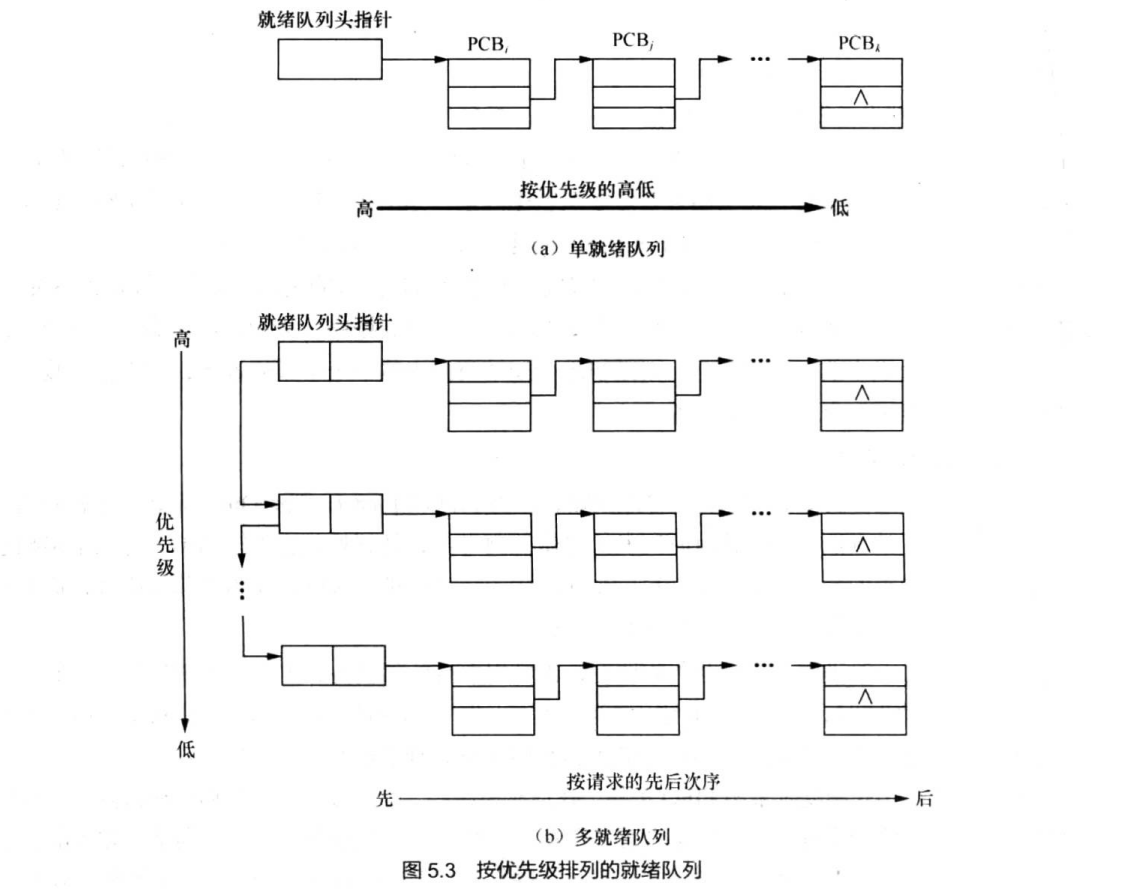 就绪队列头指针
PCBᵢ
PCBⱼ
…
PCBₖ
∧
按优先级的高低
高
低
（a）单就绪队列
就绪队列头指针
高
…
∧
…
∧
优先级
⋮
…
∧
低
按请求的先后次序
先
后
（b）多就绪队列
图 5.3 按优先级排列的就绪队列